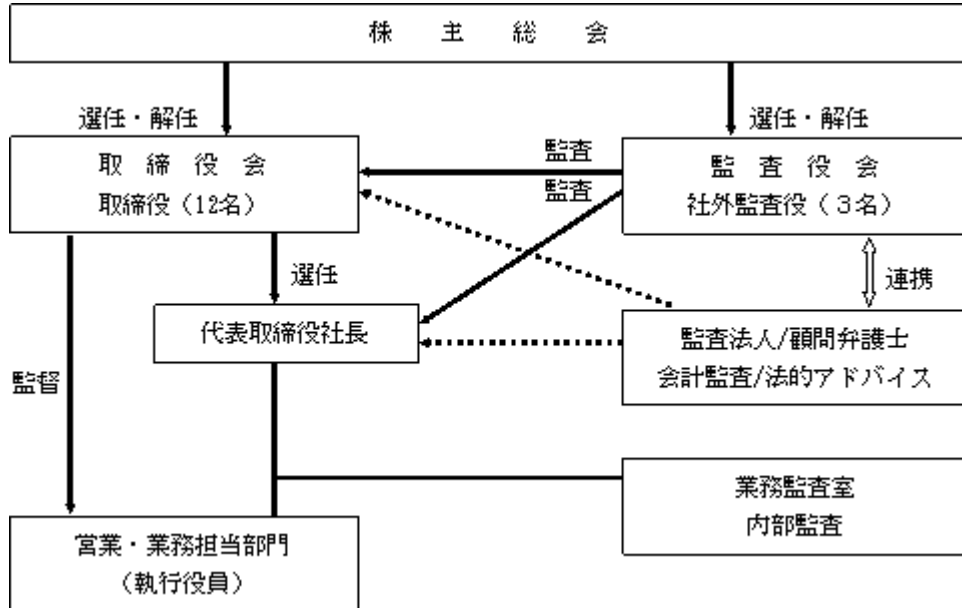 株主総会
選任・解任
選任・解任
取締役会
取締役（12名）
監査
監査
監査役会
社外監査役（３名）
選任
連携
代表取締役社長
監査法人/顧問弁護士
会計監査/法的アドバイス
監督
業務監査室
内部監査
営業・業務担当部門
（執行役員）